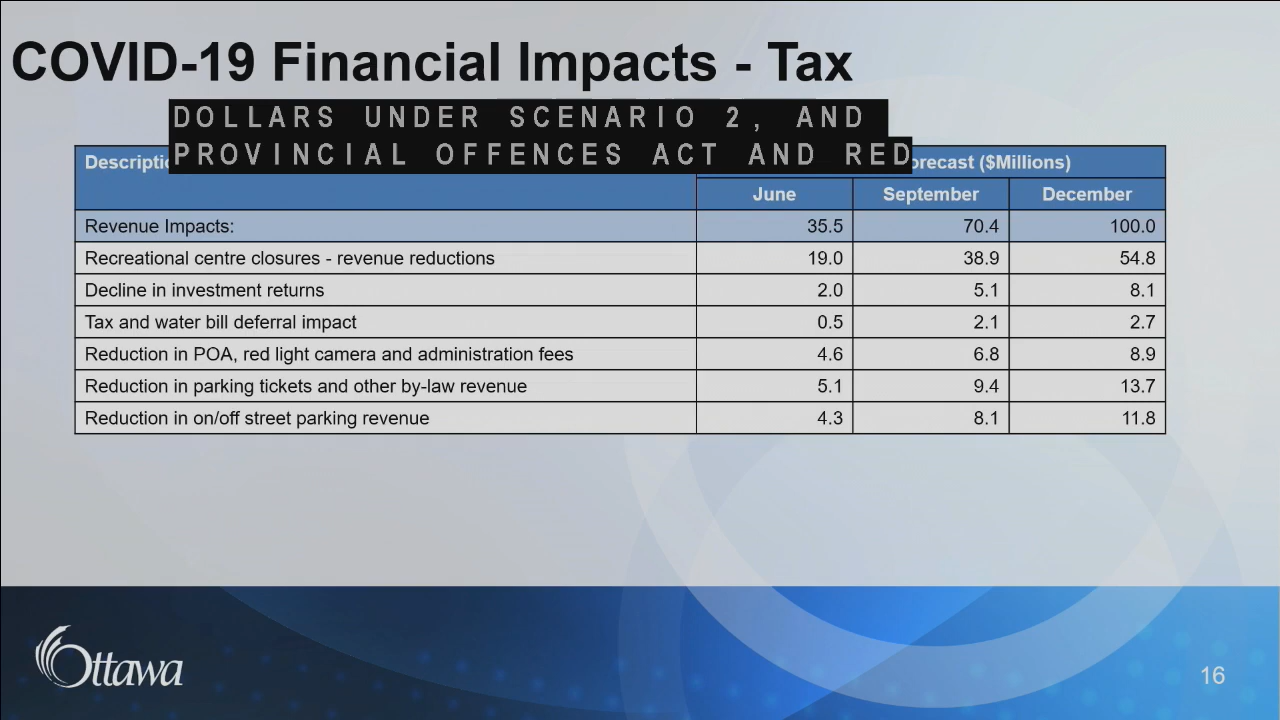 COVID-19 Financial Impacts - Tax
DOLLARS UNDER SCENARIO 2, AND
PROVINCIAL OFFENCES ACT AND RED
($Millions)
June September December
Revenue Impacts: 35.5 70.4 100.0
Recreational centre closures - revenue reductions 19.0 38.9 54.8
Decline in investment returns 2.0 5.1 8.1
Tax and water bill deferral impact 0.5 2.1 2.7
Reduction in POA, red light camera and administration fees 4.6 6.8 8.9
Reduction in parking tickets and other by-law revenue 5.1 9.4 13.7
Reduction in on/off street parking revenue 4.3 8.1 11.8
Ottawa
16